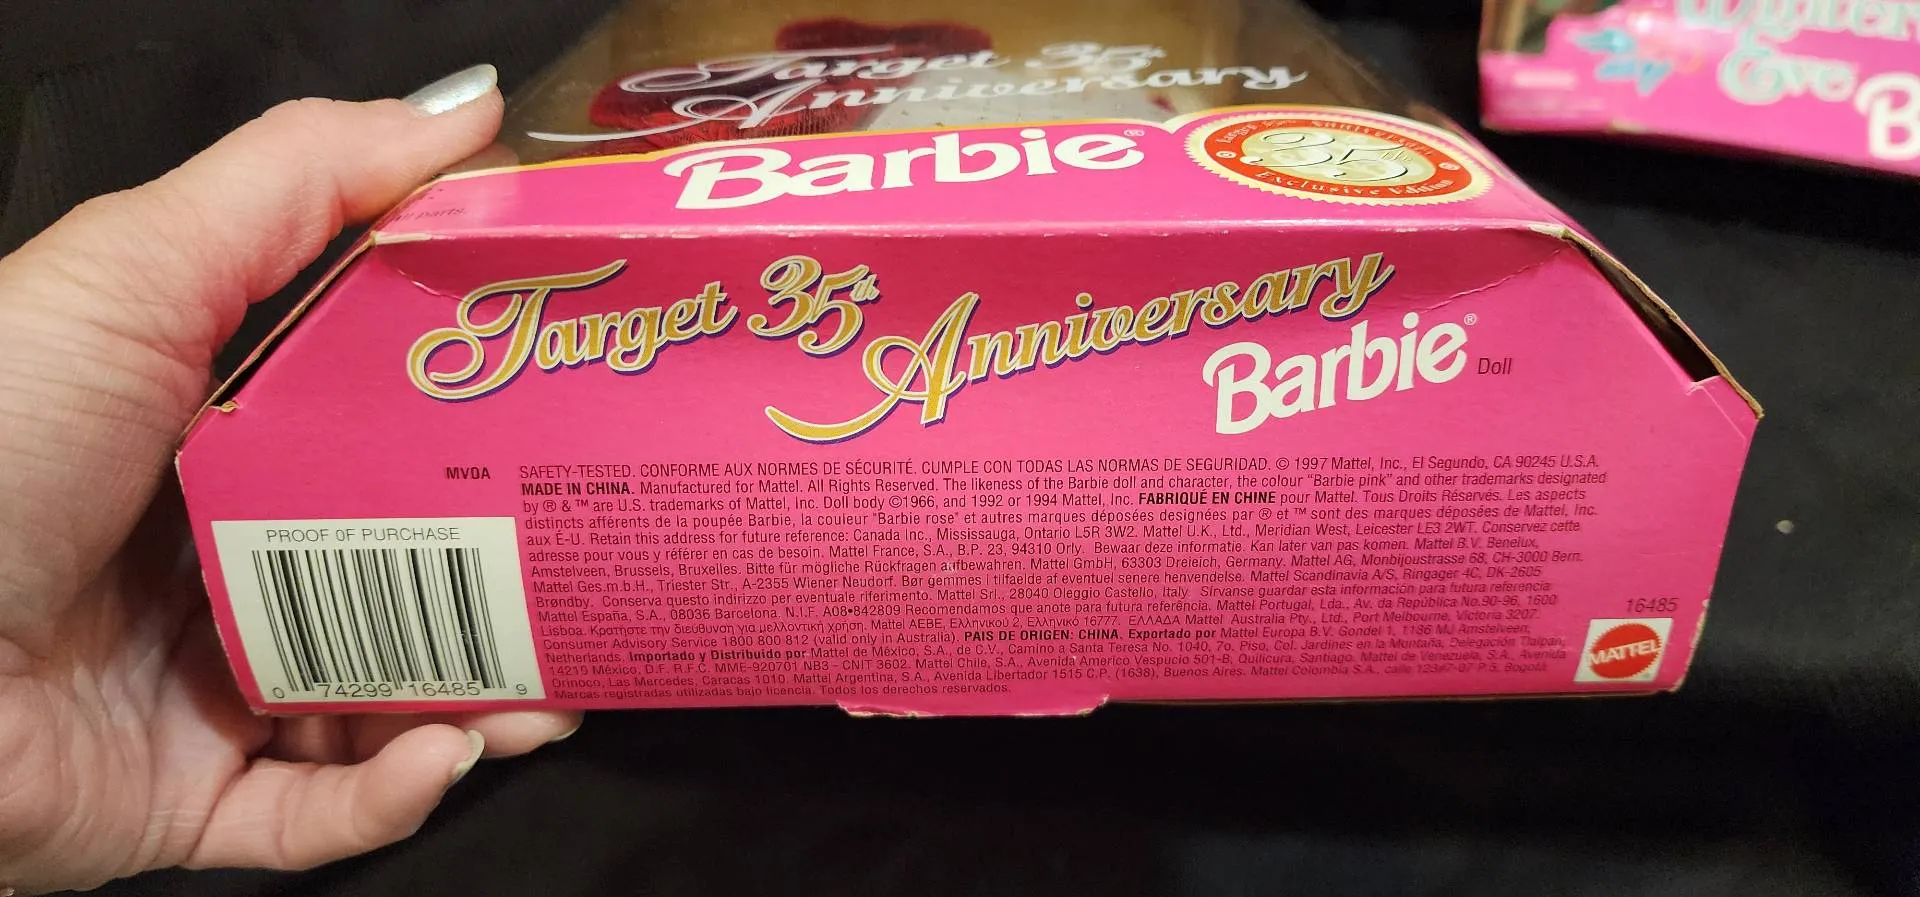 Target 35th
Anniversary
Barbie®
35th
Exclusive Edition
Winter
Eve
B
parts.
Target 35th Anniversary
Barbie® Doll
MVDA
SAFETY-TESTED. CONFORME AUX NORMES DE SÉCURITÉ. CUMPLE CON TODAS LAS NORMAS DE SEGURIDAD. © 1997 Mattel, Inc., El Segundo, CA 90245 U.S.A.
MADE IN CHINA. Manufactured for Mattel. All Rights Reserved. The likeness of the Barbie doll and character, the colour "Barbie pink" and other trademarks designated
by ® & ™ are U.S. trademarks of Mattel, Inc. Doll body ©1966, and 1992 or 1994 Mattel, Inc. FABRIQUÉ EN CHINE pour Mattel. Tous Droits Réservés. Les aspects
distincts afférents de la poupée Barbie, la couleur "Barbie rose" et autres marques déposées designées par ® et ™ sont des marques déposées de Mattel, Inc.
aux É-U. Retain this address for future reference: Canada Inc., Mississauga, Ontario L5R 3W2. Mattel U.K., Ltd., Meridian West, Leicester LE3 2WT. Conservez cette
adresse pour vous y référer en cas de besoin. Mattel France, S.A., B.P. 23, 94310 Orly. Bewaar deze informatie. Kan later van pas komen. Mattel B.V. Benelux,
Amstelveen, Brussels, Bruxelles. Bitte für mögliche Rückfragen aufbewahren. Mattel GmbH, 63303 Dreieich, Germany. Mattel AG, Monbijoustrasse 68, CH-3000 Bern.
Mattel Ges.m.b.H., Triester Str., A-2355 Wiener Neudorf. Bør gemmes i tilfaelde af eventuel senere henvendelse. Mattel Scandinavia A/S, Ringager 4C, DK-2605
Brøndby. Conserva questo indirizzo per eventuale riferimento. Mattel Srl., 28040 Oleggio Castello, Italy Sirvanse guardar esta información para futura referencia
Mattel España, S.A., 08036 Barcelona. N.I.F. A08•842809 Recomendamos que anote para futura referência. Mattel Portugal, Lda., Av. da República No.90-96, 1600
Lisboa. Κρατήστε την διεύθυνση για μελλοντική χρήση. Mattel AEBE, Ελληνικού 2, Ελληνικό 16777. ΕΛΛΑΔΑ Mattel Australia Pty., Ltd., Port Melbourne, Victoria 3207.
Consumer Advisory Service 1800 800 812 (valid only in Australia). PAIS DE ORIGEN: CHINA. Exportado por Mattel Europa B.V. Gondel 1, 1186 MJ Amstelveen,
Netherlands. Importado y Distribuido por Mattel de México, S.A., de C.V., Camino a Santa Teresa No. 1040, 7o. Piso, Col. Jardines en la Montaña, Delegación Tlalpan,
14210 México, D.F. R.F.C. MME-920701 NB3 - CNIT 3602. Mattel Chile, S.A., Avenida Americo Vespucio 501-B, Quilicura, Santiago. Mattel de Venezuela, S.A., Avenida
Orinoco, Las Mercedes, Caracas 1010. Mattel Argentina, S.A., Avenida Libertador 1515 C.P. (1638), Buenos Aires. Mattel Colombia S.A., calle 12367-07 P.5. Bogotá
Marcas registradas utilizadas bajo licencia. Todos los derechos reservados.
PROOF OF PURCHASE
0 74299 16485 9
16485
MATTEL